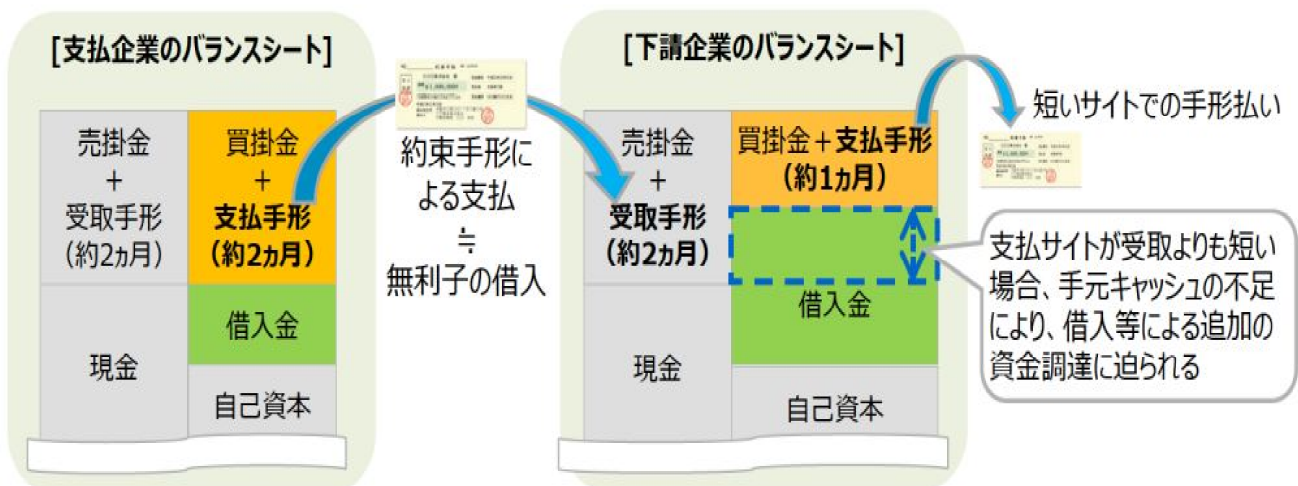 [支払企業のバランスシート]
売掛金
+
受取手形
(約2ヵ月)
現金
買掛金
+
支払手形
(約2ヵ月)
借入金
自己資本
約束手形に
よる支払
≒
無利子の借入
[下請企業のバランスシート]
売掛金
+
受取手形
(約2ヵ月)
現金
買掛金+支払手形
(約1ヵ月)
借入金
自己資本
短いサイトでの手形払い
支払サイトが受取よりも短い
場合、手元キャッシュの不足
により、借入等による追加の
資金調達に迫られる